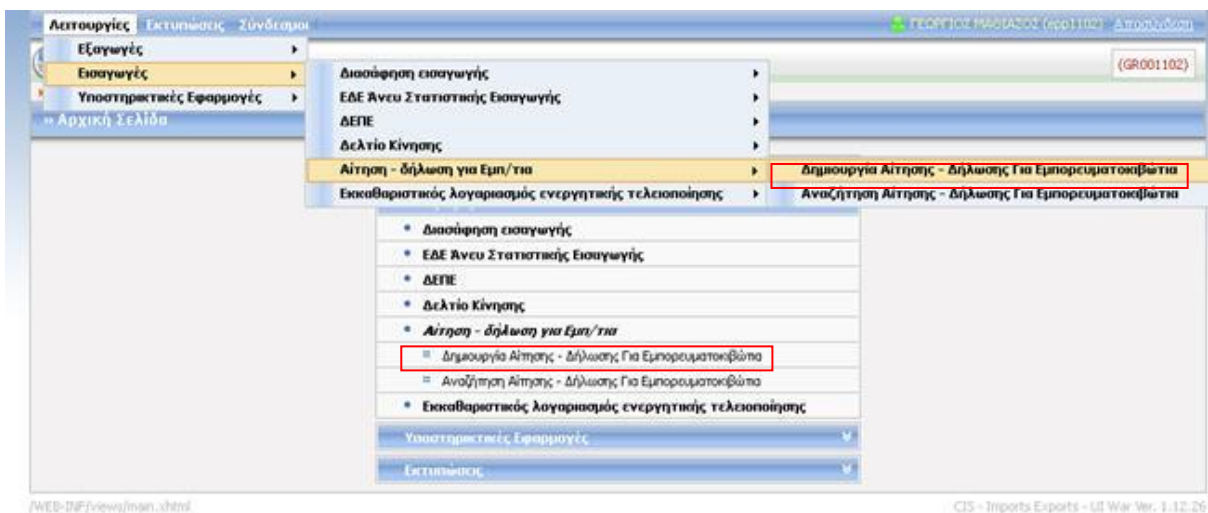 Λειτουργίες Εκτυπώσεις Σύνδεσμοι
ΓΕΩΡΓΙΟΣ (epp1102) Αποσύνδεση
Εξαγωγές
Εισαγωγές
Υποστηρικτικές Εφαρμογές
(GR001102)
Διασάφηση εισαγωγής
ΕΔΕ Άνευ Στατιστικής Εισαγωγής
ΔΕΠΕ
Δελτίο Κίνησης
Αίτηση - δήλωση για Εμπ/τια
Εκκαθαριστικός λογαριασμός ενεργητικής τελειοποίησης
Δημιουργία Αίτησης - Δήλωσης Για Εμπορευματοκιβώτια
Αναζήτηση Αίτησης - Δήλωσης Για Εμπορευματοκιβώτια
» Αρχική Σελίδα
Διασάφηση εισαγωγής
ΕΔΕ Άνευ Στατιστικής Εισαγωγής
ΔΕΠΕ
Δελτίο Κίνησης
Αίτηση - δήλωση για Εμπ/τια
Δημιουργία Αίτησης - Δήλωσης Για Εμπορευματοκιβώτια
Αναζήτηση Αίτησης - Δήλωσης Για Εμπορευματοκιβώτια
Εκκαθαριστικός λογαριασμός ενεργητικής τελειοποίησης
Υποστηρικτικές Εφαρμογές
Εκτυπώσεις
/WEB-INF/views/main.xhtml
CIS - Imports Exports - UI War Ver. 1.12.26